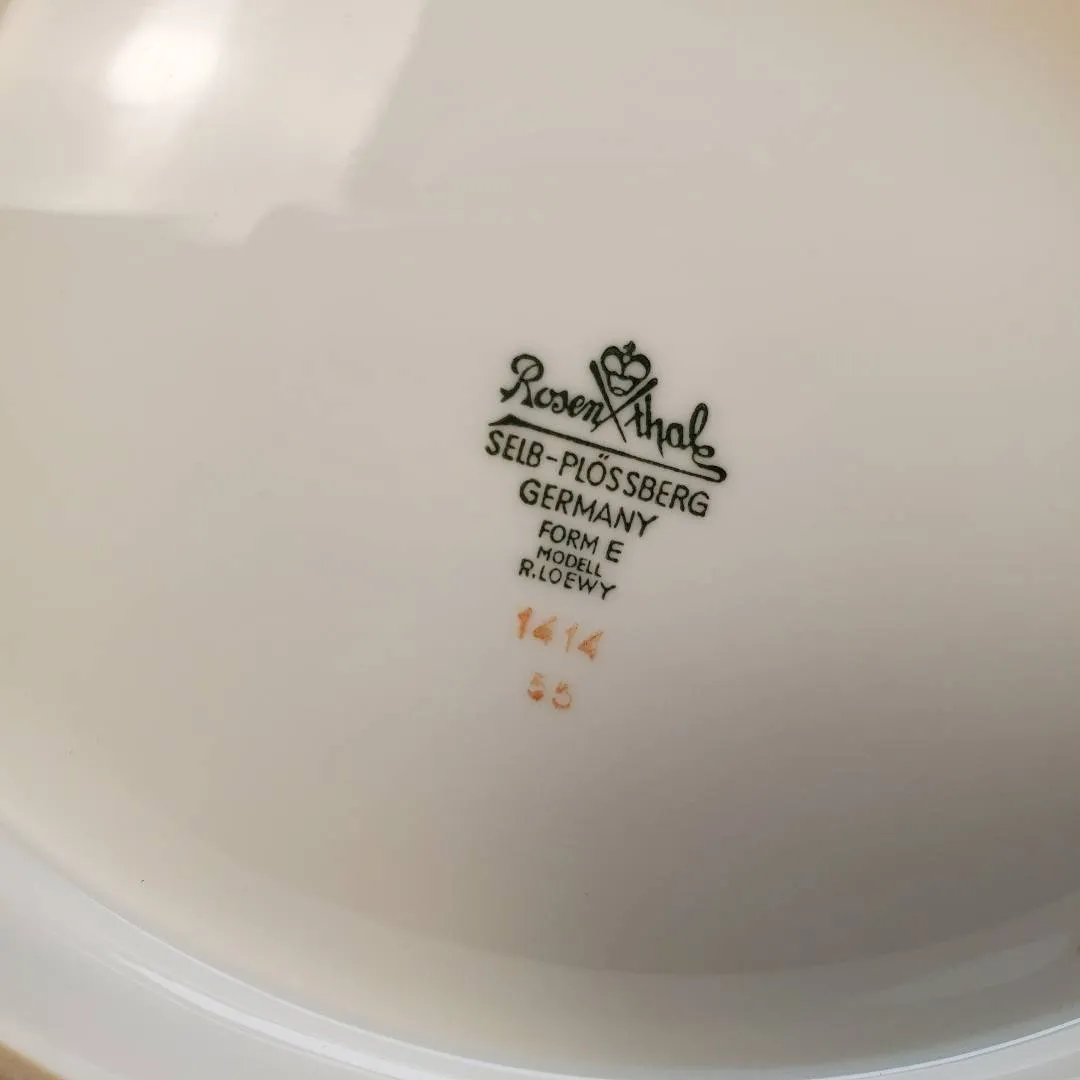 Rosenthal
SELB-PLÖSSBERG
GERMANY
FORM E
MODELL
R.LOEWY
1414
55